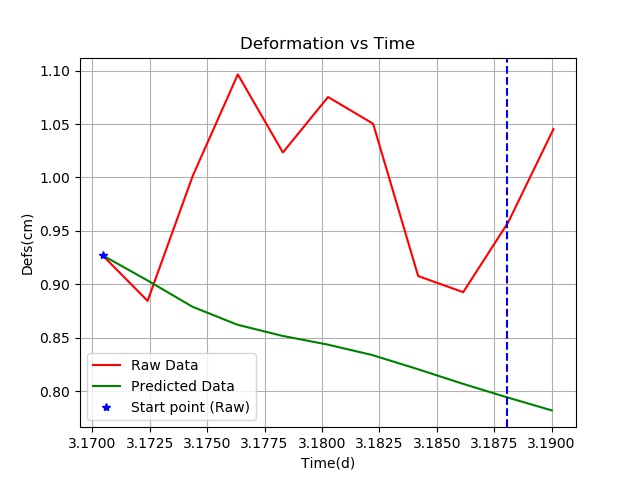 Deformation vs Time
1.10
1.05
1.00
0.95
0.90
0.85
0.80
Defs(cm)
Raw Data
Predicted Data
Start point (Raw)
3.1700 3.1725 3.1750 3.1775 3.1800 3.1825 3.1850 3.1875 3.1900
Time(d)